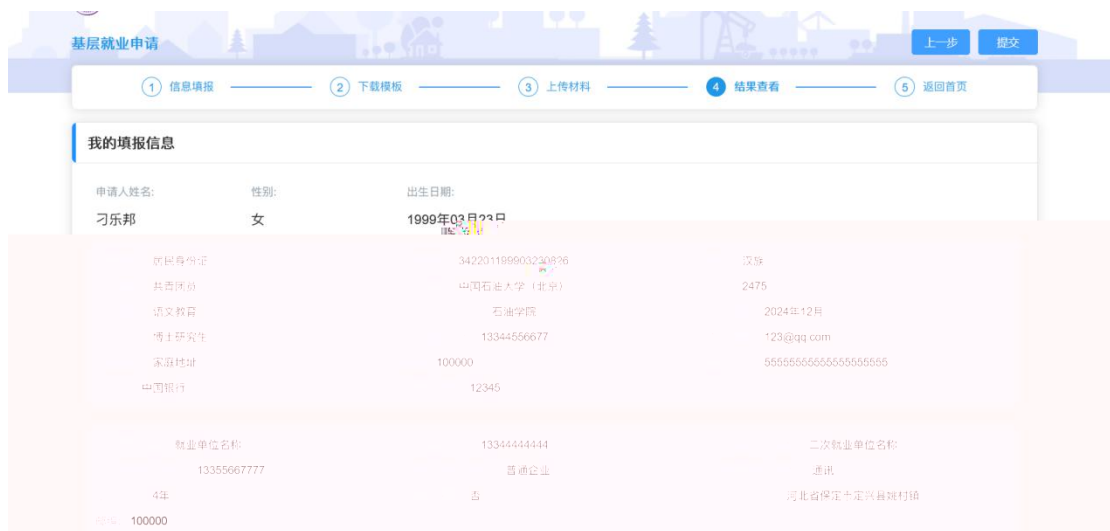 基层就业申请
上一步 提交
1 信息填报 2 下载模板 3 上传材料 4 结果查看 5 返回首页
我的填报信息
申请人姓名: 性别: 出生日期:
刁乐邦 女 1999年03月23日
居民身份证 342201199903230826 汉族
共青团员 中国石油大学（北京） 2475
语文教育 石油学院 2024年12月
博士研究生 13344556677 123@qq.com
家庭地址 100000 55555555555555555555
中国银行 12345
就业单位名称 13344444444 二次就业单位名称
13355667777 普通企业 通讯
4年 否 河北省保定市定兴县姚村镇
100000